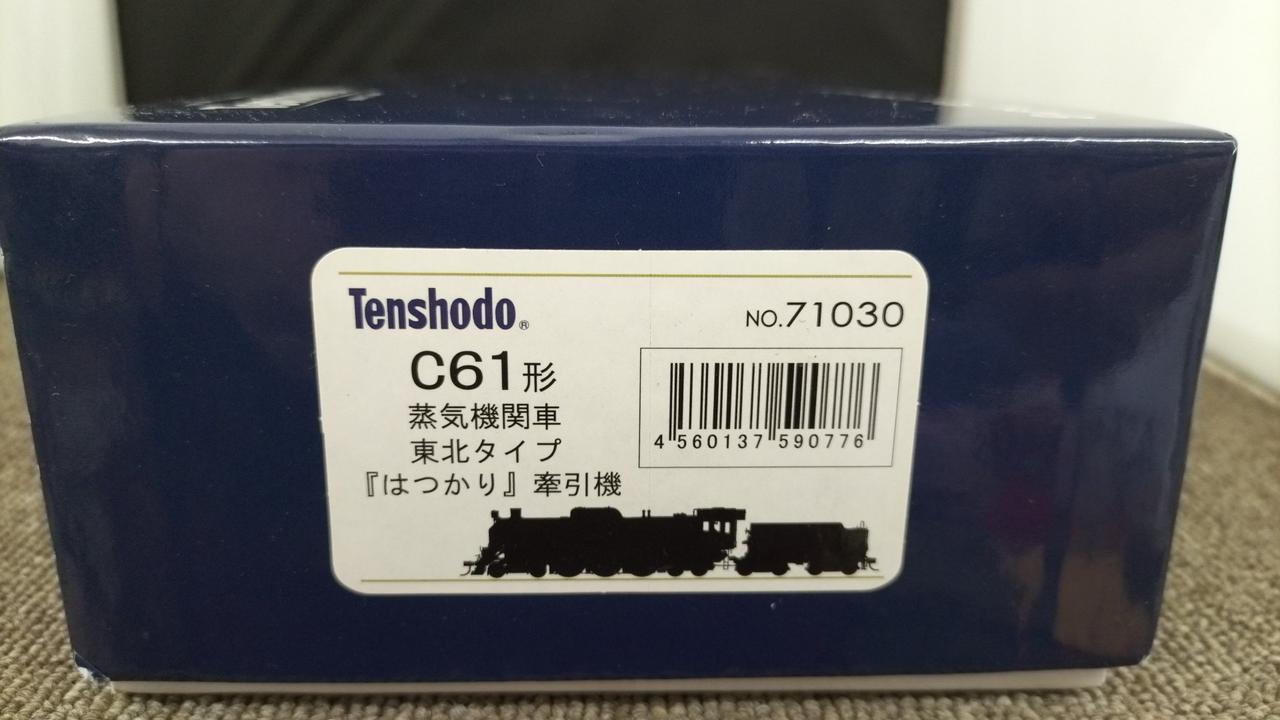 Tenshodo®
NO.71030
C61形
蒸気機関車
東北タイプ
『はつかり』牽引機
4 560137 590776